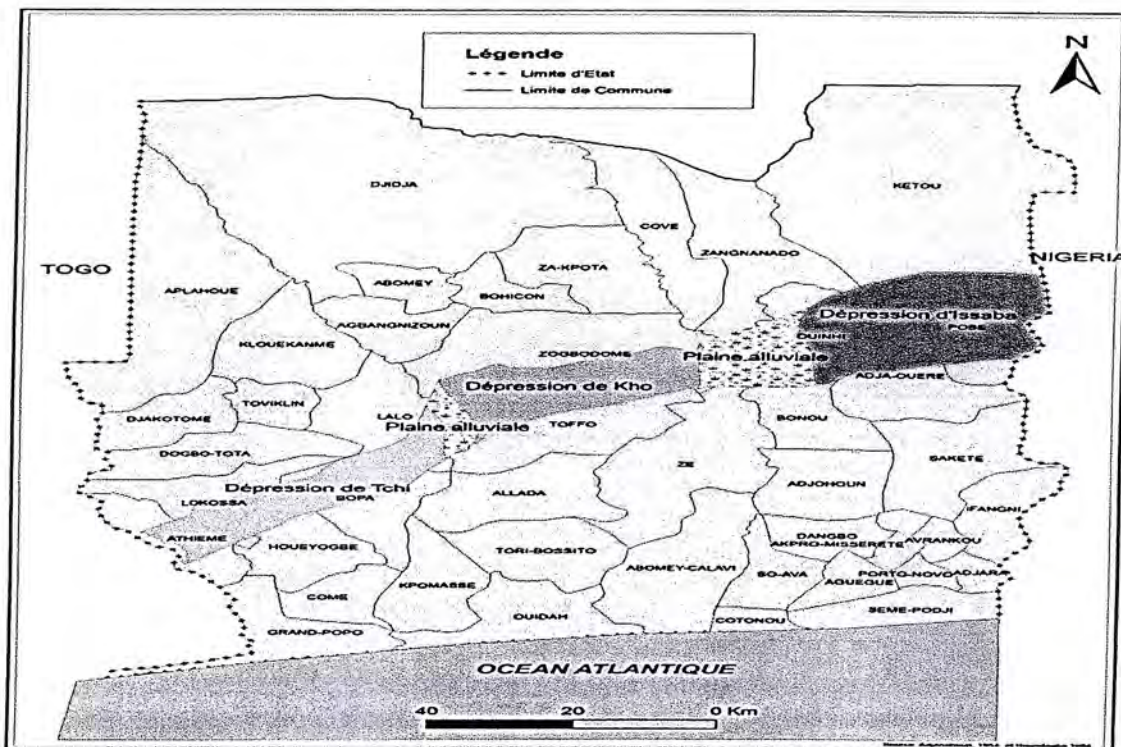 Légende
Limite d'Etat
Limite de Commune
N
DJIDJA
KETOU
COVE
ZANGNANADO
TOGO
NIGERIA
ZA-KPOTA
ABOMEY
APLAHOUE
BOHICON
AGBANGNIZOUN
Dépression d'Issaba
OUINHI
POBE
KLOUEKANME
ZOGBODOME
Plaine alluviale
ADJA-OUERE
Dépression de Kho
TOVIKLIN
DJAKOTOME
LALO
BONOU
Plaine alluviale
TOFFO
DOGBO-TOTA
SAKETE
ZE
Dépression de Tchi
ADJOHOUN
LOKOSSA
BOPA
ALLADA
IFANGNI
ATHIEME
DANGBO
HOUEYOGBE
AKPRO-MISSERETE
AVRANKOU
TORI-BOSSITO
ABOMEY-CALAVI
PORTO-NOVO
ADJARA
KPOMASSE
SO-AVA
AGUEGUE
COME
SEME-PODJI
OUIDAH
COTONOU
GRAND-POPO
OCEAN ATLANTIQUE
40 20 0 Km